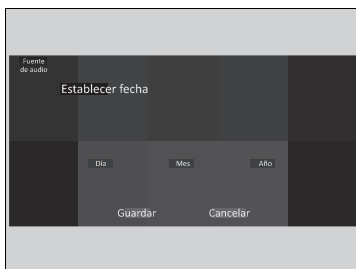 Fuente
de audio
Establecer fecha
Día Mes Año
Guardar Cancelar